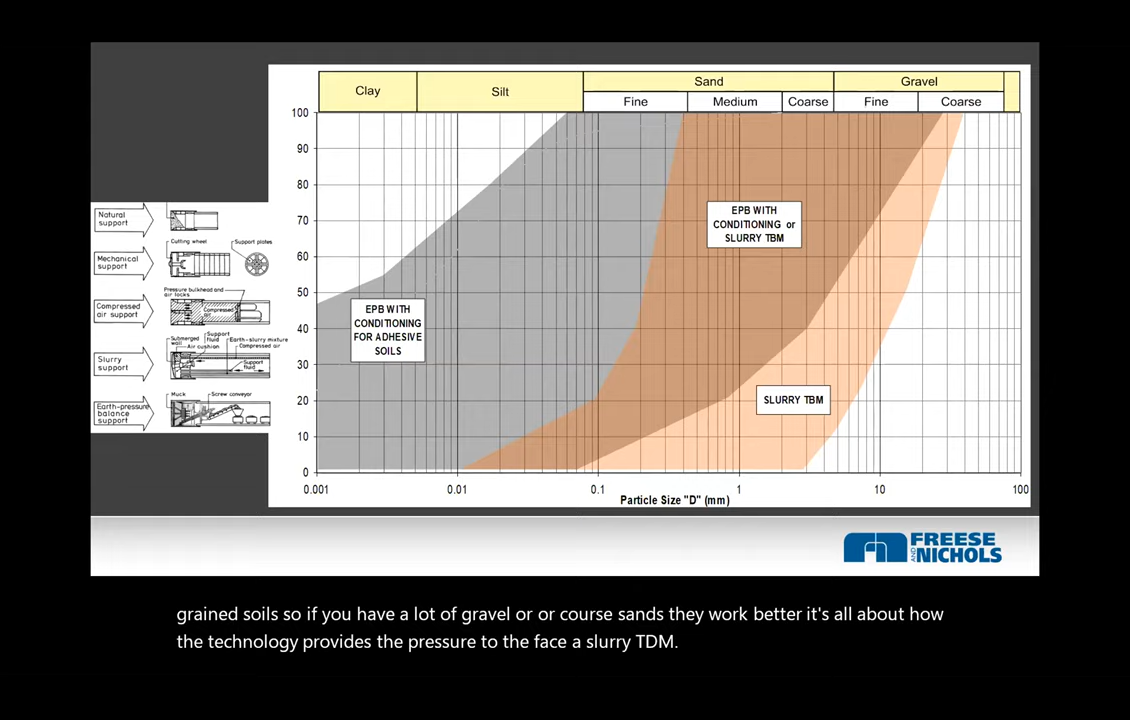 Clay
Silt
Sand
Gravel
Fine
Medium
Coarse
Fine
Coarse
100
90
80
70
60
50
40
30
20
10
0
0.001
0.01
0.1
1
10
100
Particle Size "D" (mm)
EPB WITH
CONDITIONING
FOR ADHESIVE
SOILS
EPB WITH
CONDITIONING or
SLURRY TBM
SLURRY TBM
Natural
support
Mechanical
support
Cutting wheel
Support plates
Compressed
air support
Pressure bulkhead and
air locks
Compressed
air
Slurry
support
Submerged
wall
Support
fluid
Air cushion
Earth-slurry mixture
Compressed air
Support
fluid
Earth-pressure
balance
support
Muck
Screw conveyor
FREESE
AND
NICHOLS
grained soils so if you have a lot of gravel or or course sands they work better it's all about how
the technology provides the pressure to the face a slurry TDM.